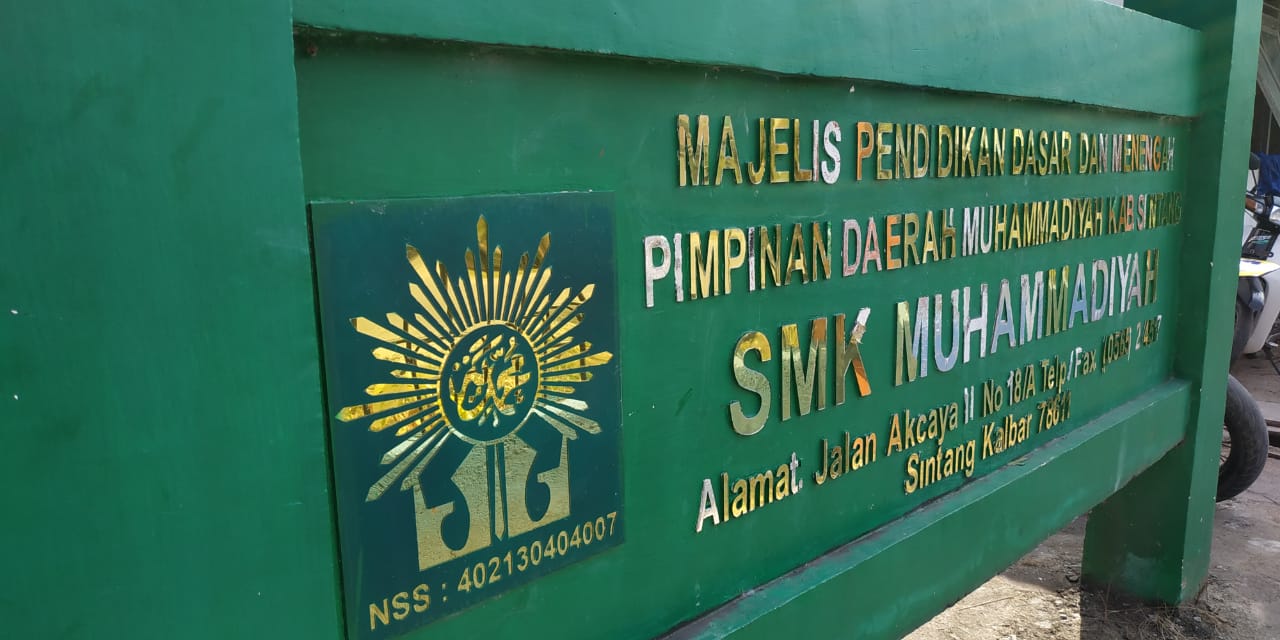 MAJELIS PENDIDIKAN DASAR DAN MENENGAH
PIMPINAN DAERAH MUHAMMADIYAH KAB SINTANG
SMK MUHAMMADIYAH
Alamat. Jalan Akcaya II No 18/A Telp/Fax
Sintang Kalbar 78611
NSS : 402130404007